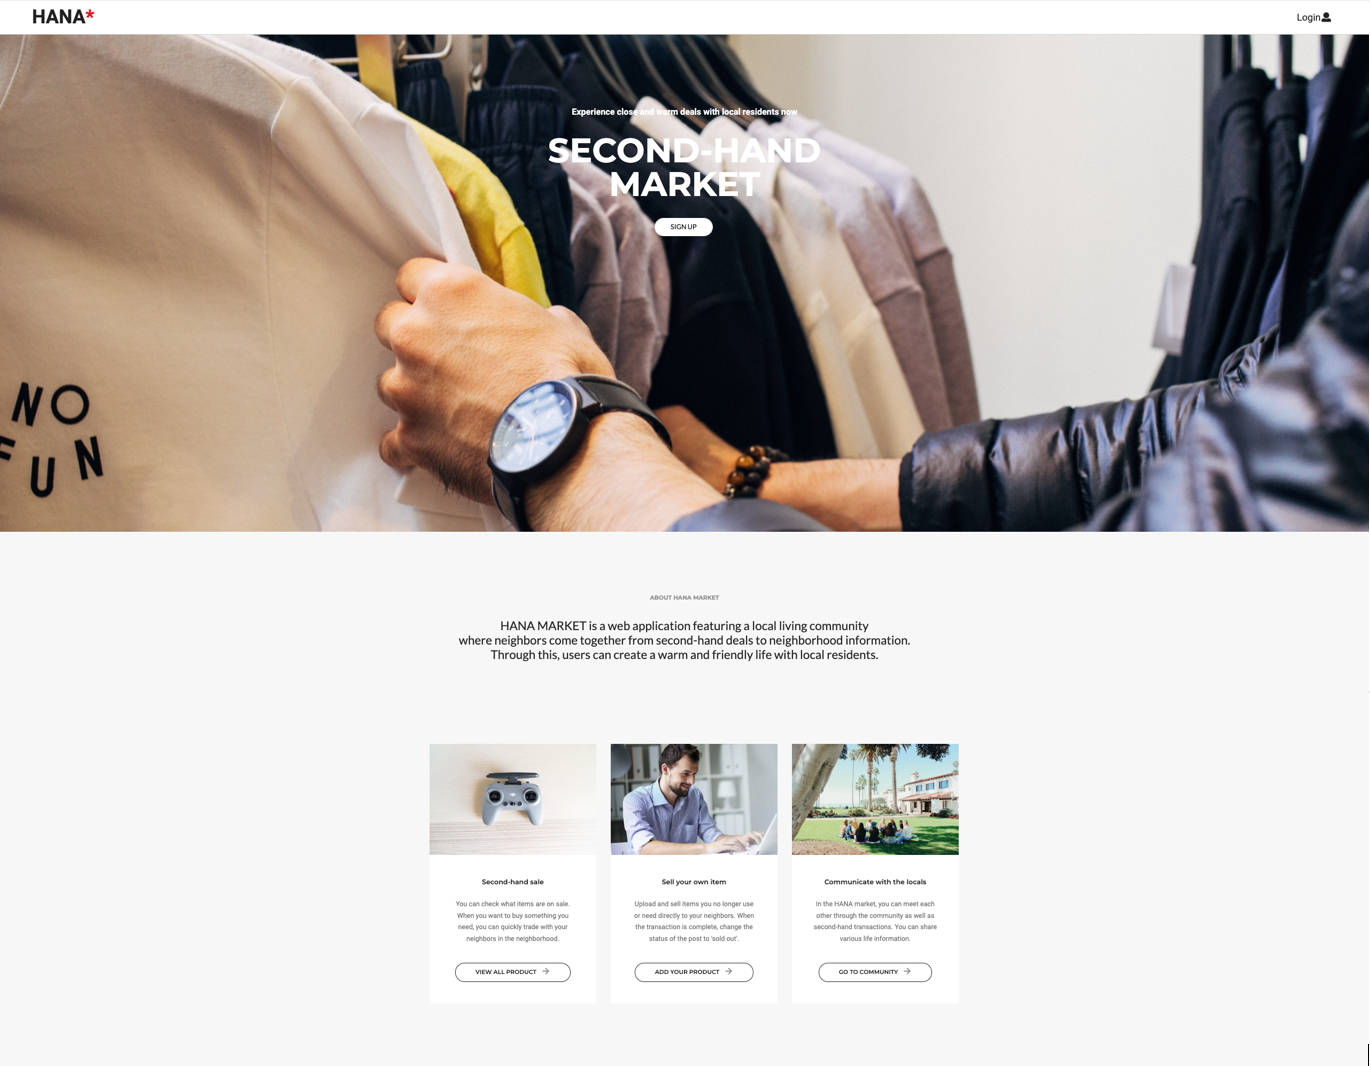 HANA*
Login
Experience close and warm deals with local residents now
SECOND-HAND
MARKET
SIGN UP
NO
FUN
ABOUT HANA MARKET
HANA MARKET is a web application featuring a local living community
where neighbors come together from second-hand deals to neighborhood information.
Through this, users can create a warm and friendly life with local residents.
Second-hand sale
You can check what items are on sale.
When you want to buy something you
need, you can quickly trade with your
neighbors in the neighborhood.
VIEW ALL PRODUCT
Sell your own item
Upload and sell items you no longer use
or need directly to your neighbors. When
the transaction is complete, change the
status of the post to 'sold out'.
ADD YOUR PRODUCT
Communicate with the locals
In the HANA market, you can meet each
other through the community as well as
second-hand transactions. You can share
various life information.
GO TO COMMUNITY